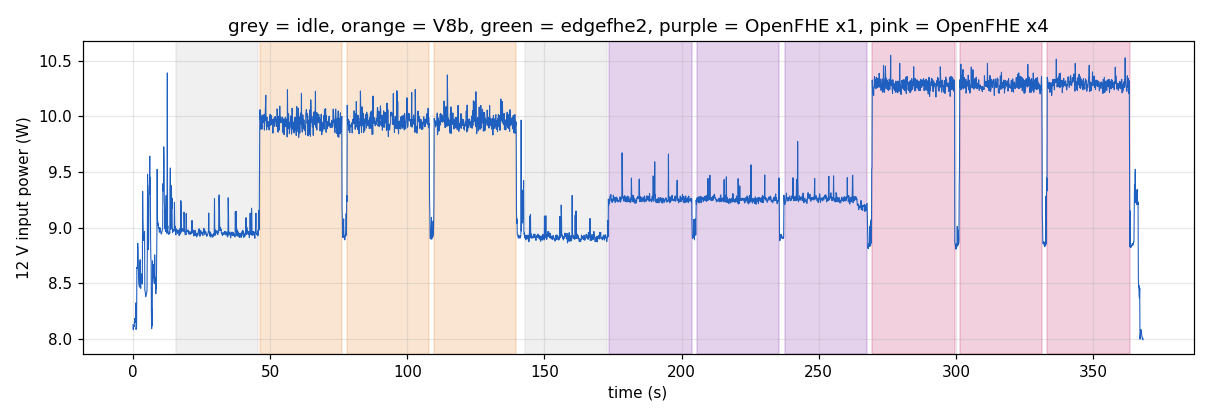 grey = idle, orange = V8b, green = edgefhe2, purple = OpenFHE x1, pink = OpenFHE x4
12 V input power (W)
10.5
10.0
9.5
9.0
8.5
8.0
0 50 100 150 200 250 300 350
time (s)